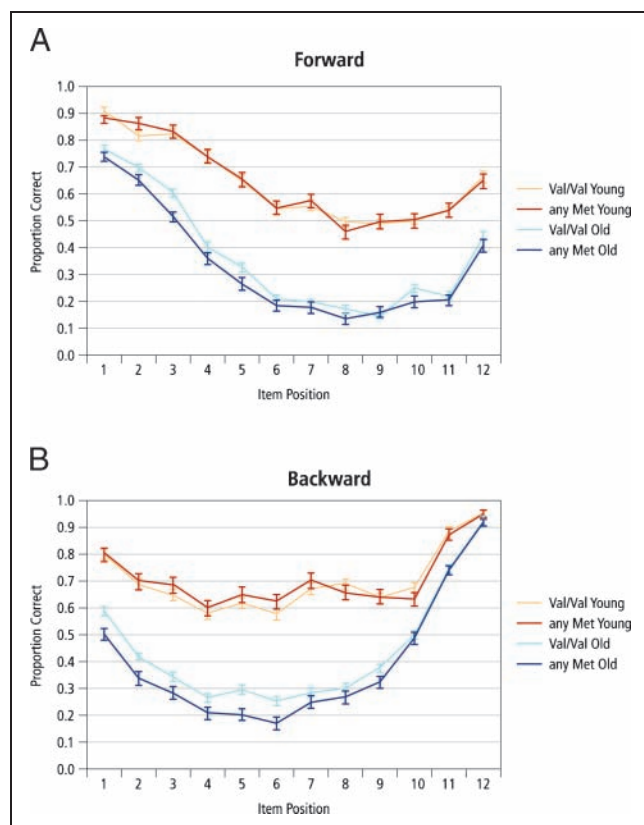 A
Forward
1.0
0.9
0.8
0.7
0.6
0.5
0.4
0.3
0.2
0.1
0.0
Proportion Correct
1 2 3 4 5 6 7 8 9 10 11 12
Item Position
Val/Val Young
any Met Young
Val/Val Old
any Met Old
B
Backward
1.0
0.9
0.8
0.7
0.6
0.5
0.4
0.3
0.2
0.1
0.0
Proportion Correct
1 2 3 4 5 6 7 8 9 10 11 12
Item Position
Val/Val Young
any Met Young
Val/Val Old
any Met Old